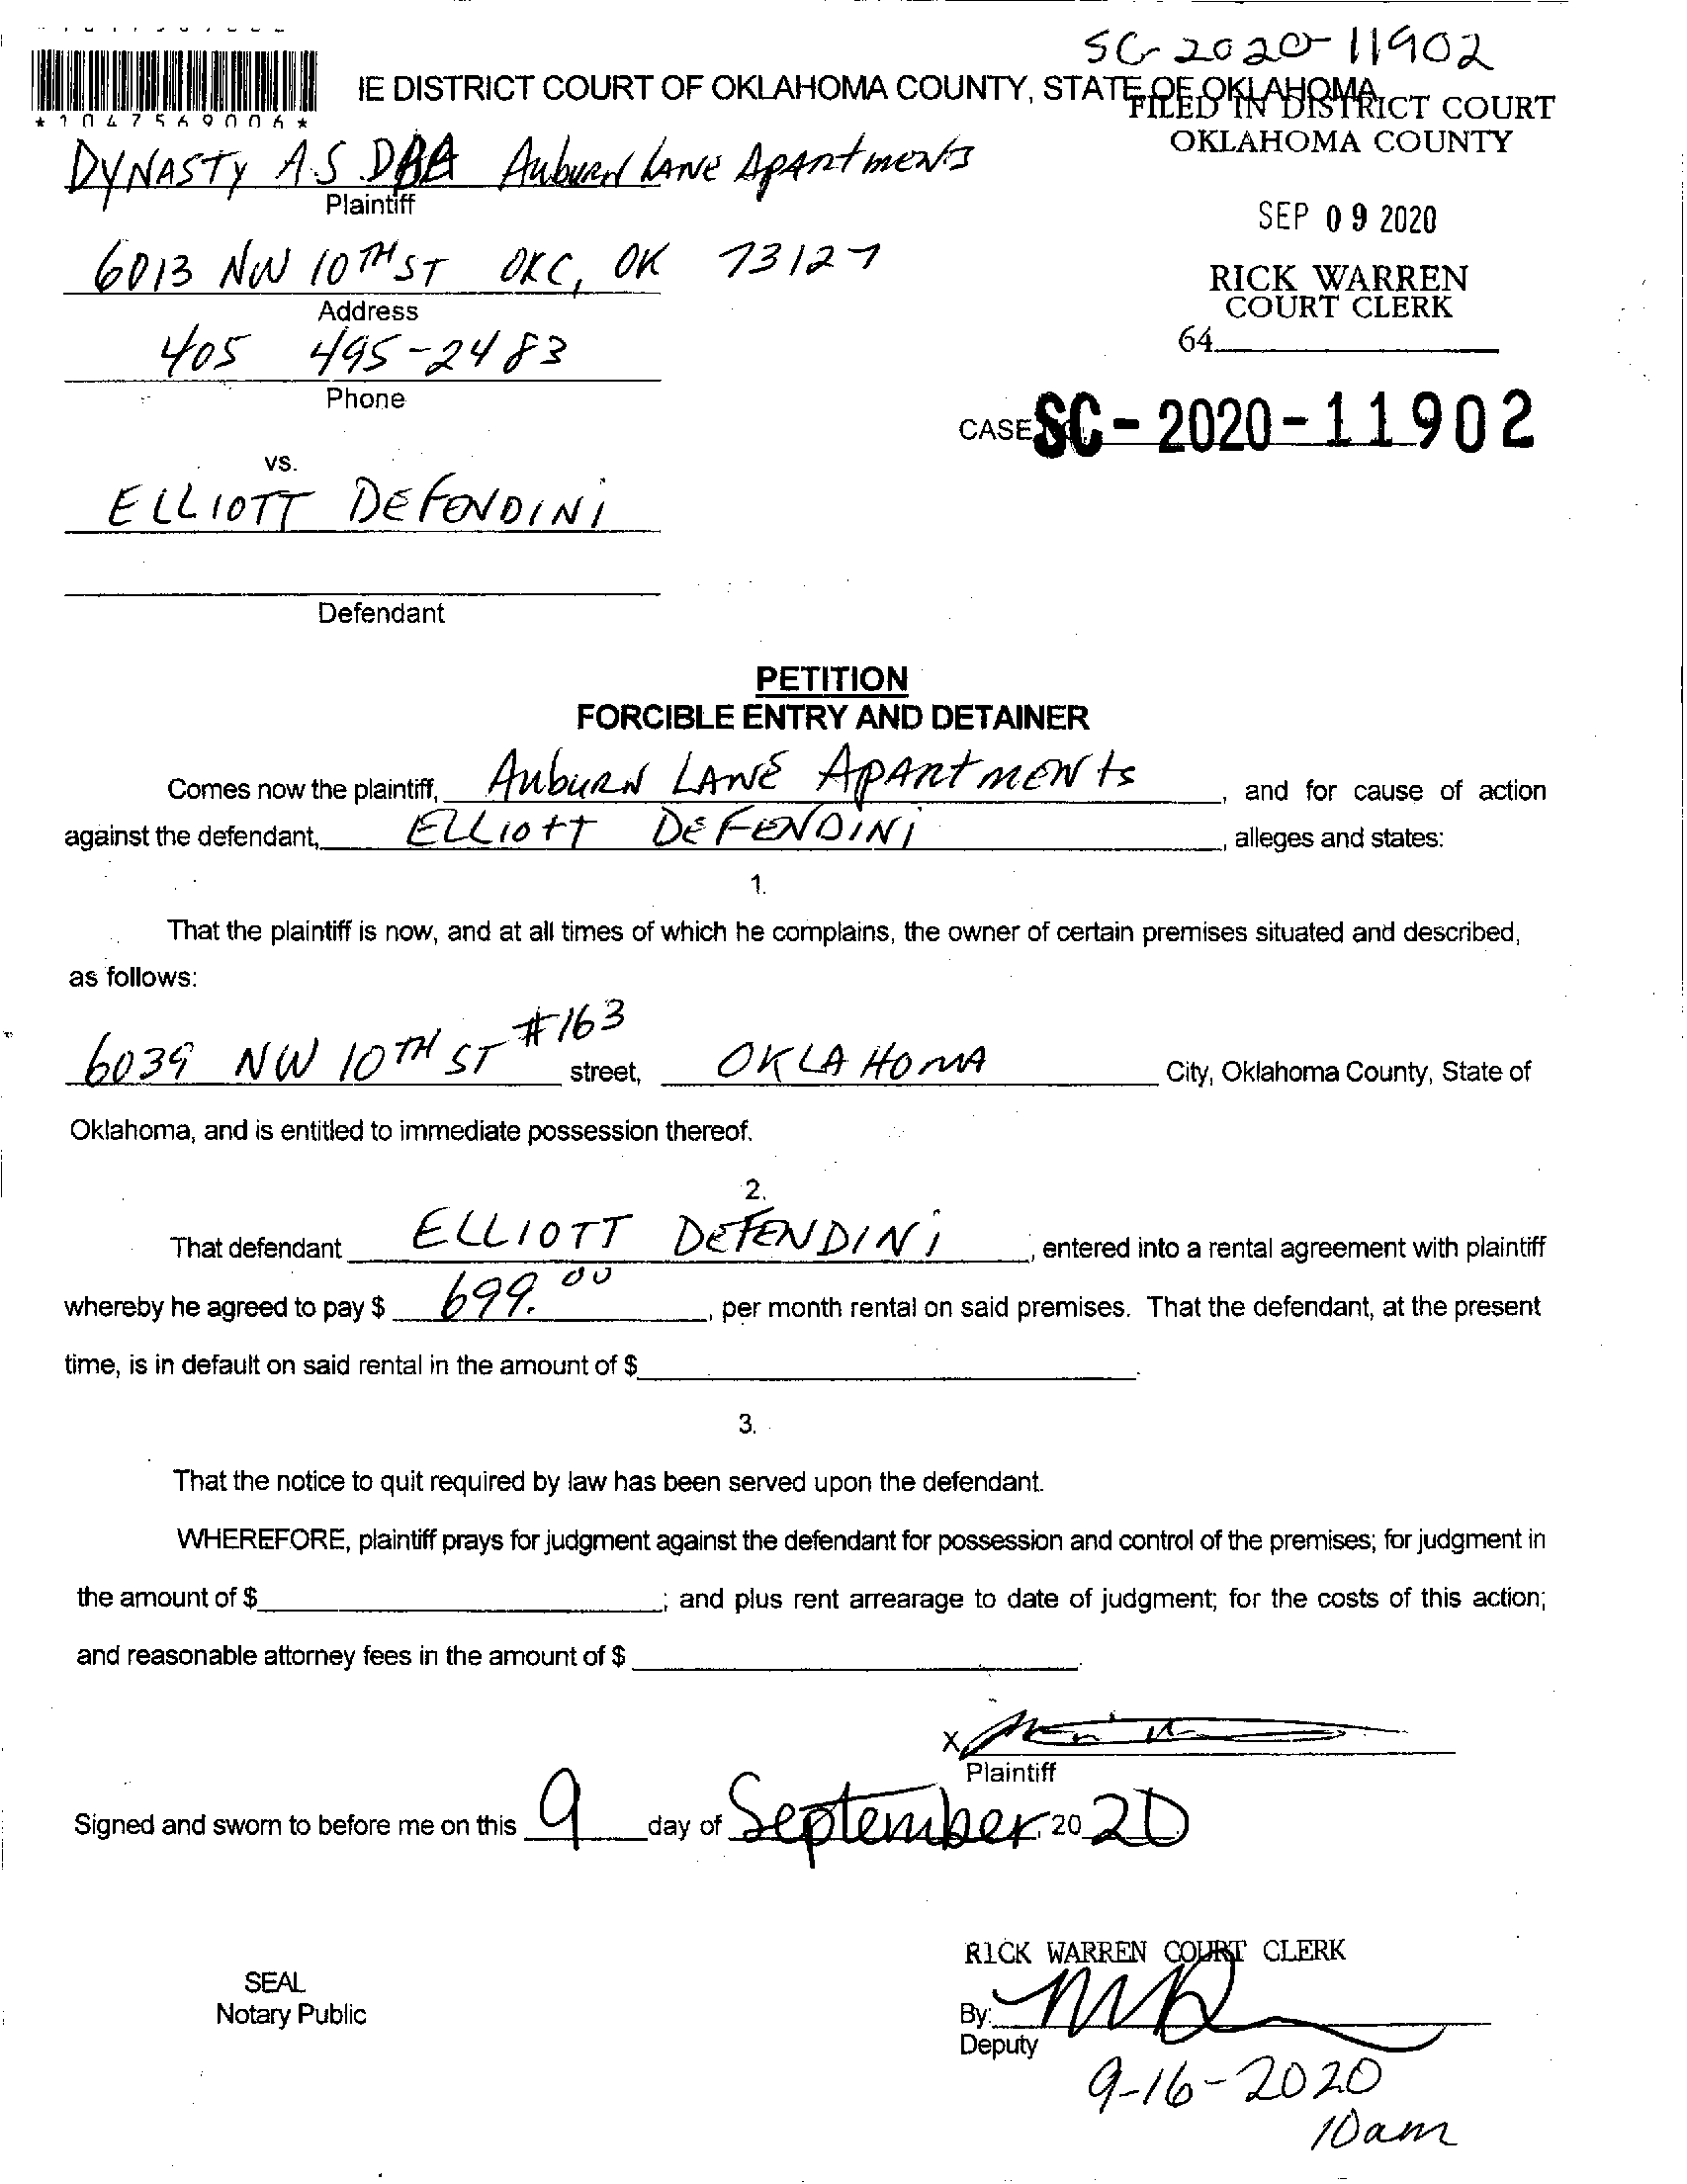 SC-2020-11902
IE DISTRICT COURT OF OKLAHOMA COUNTY, STATE OF OKLAHOMA
FILED IN DISTRICT COURT
OKLAHOMA COUNTY
*1047569006*
DYNASTY A.S DBA Auburn Lane Apartments
Plaintiff
SEP 09 2020
6013 NW 10TH ST OKC, OK 73127
Address
RICK WARREN
COURT CLERK
64
405 495-2483
Phone
CASE SC-2020-11902
vs.
ELLIOTT DEFENDINI
Defendant
PETITION
FORCIBLE ENTRY AND DETAINER
Comes now the plaintiff, Auburn Lane Apartments, and for cause of action
against the defendant, Elliott Defendini, alleges and states:
1.
That the plaintiff is now, and at all times of which he complains, the owner of certain premises situated and described,
as follows:
6039 NW 10TH ST #163 street, OKLAHOMA City, Oklahoma County, State of
Oklahoma, and is entitled to immediate possession thereof.
2.
That defendant ELLIOTT DEFENDINI, entered into a rental agreement with plaintiff
whereby he agreed to pay $ 699.00, per month rental on said premises. That the defendant, at the present
time, is in default on said rental in the amount of $
3.
That the notice to quit required by law has been served upon the defendant.
WHEREFORE, plaintiff prays for judgment against the defendant for possession and control of the premises; for judgment in
the amount of $ ; and plus rent arrearage to date of judgment; for the costs of this action;
and reasonable attorney fees in the amount of $
X
Plaintiff
Signed and sworn to before me on this 9 day of September, 20 20
RICK WARREN COURT CLERK
SEAL
Notary Public
By:
Deputy
9-16-2020
10am